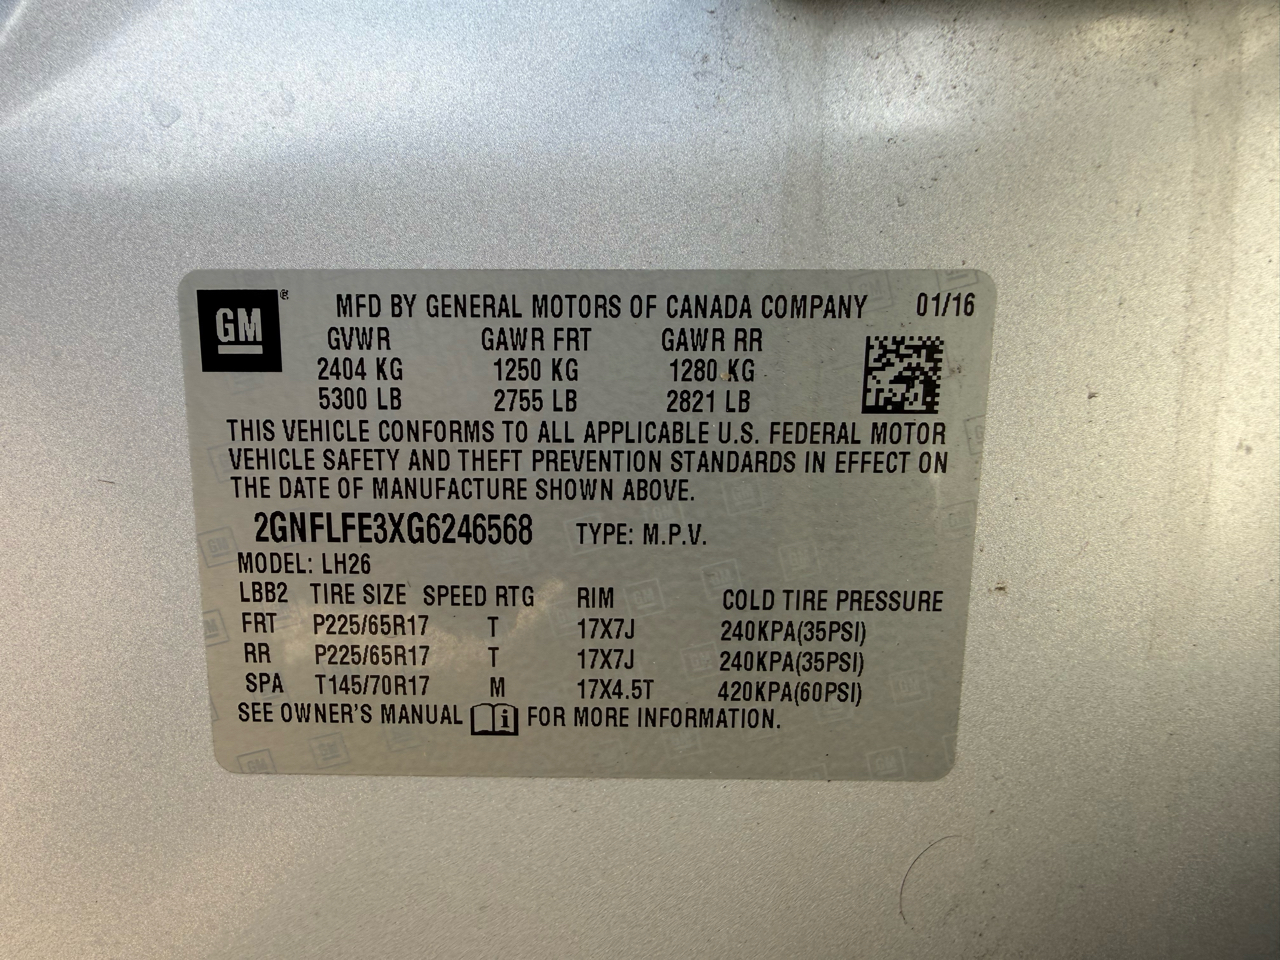 GM®
MFD BY GENERAL MOTORS OF CANADA COMPANY 01/16
GVWR GAWR FRT GAWR RR
2404 KG 1250 KG 1280 KG
5300 LB 2755 LB 2821 LB
THIS VEHICLE CONFORMS TO ALL APPLICABLE U.S. FEDERAL MOTOR
VEHICLE SAFETY AND THEFT PREVENTION STANDARDS IN EFFECT ON
THE DATE OF MANUFACTURE SHOWN ABOVE.
2GNFLFE3XG6246568 TYPE: M.P.V.
MODEL: LH26
LBB2 TIRE SIZE SPEED RTG RIM COLD TIRE PRESSURE
FRT P225/65R17 T 17X7J 240KPA(35PSI)
RR P225/65R17 T 17X7J 240KPA(35PSI)
SPA T145/70R17 M 17X4.5T 420KPA(60PSI)
SEE OWNER'S MANUAL i FOR MORE INFORMATION.